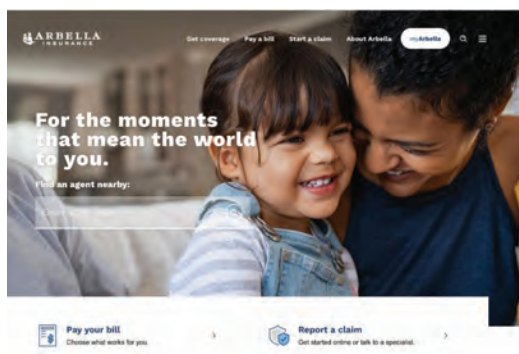 ARBELLA
INSURANCE
Get coverage Pay a bill Start a claim About Arbella myArbella
For the moments
that mean the world
to you.
Find an agent nearby:
Pay your bill
Choose what works for you.
Report a claim
Get started online or talk to a specialist.